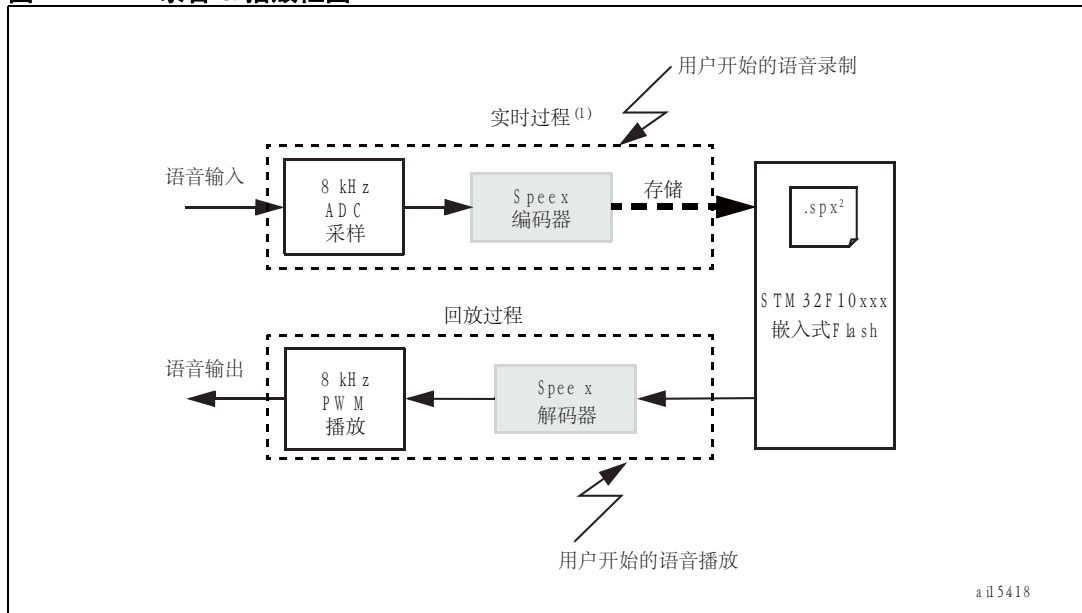 用户开始的语音录制
实时过程(1)
语音输入
8 kHz
ADC
采样
Speex
编码器
存储
.spx²
STM32F10xxx
嵌入式Flash
回放过程
语音输出
8 kHz
PWM
播放
Speex
解码器
用户开始的语音播放
ai15418